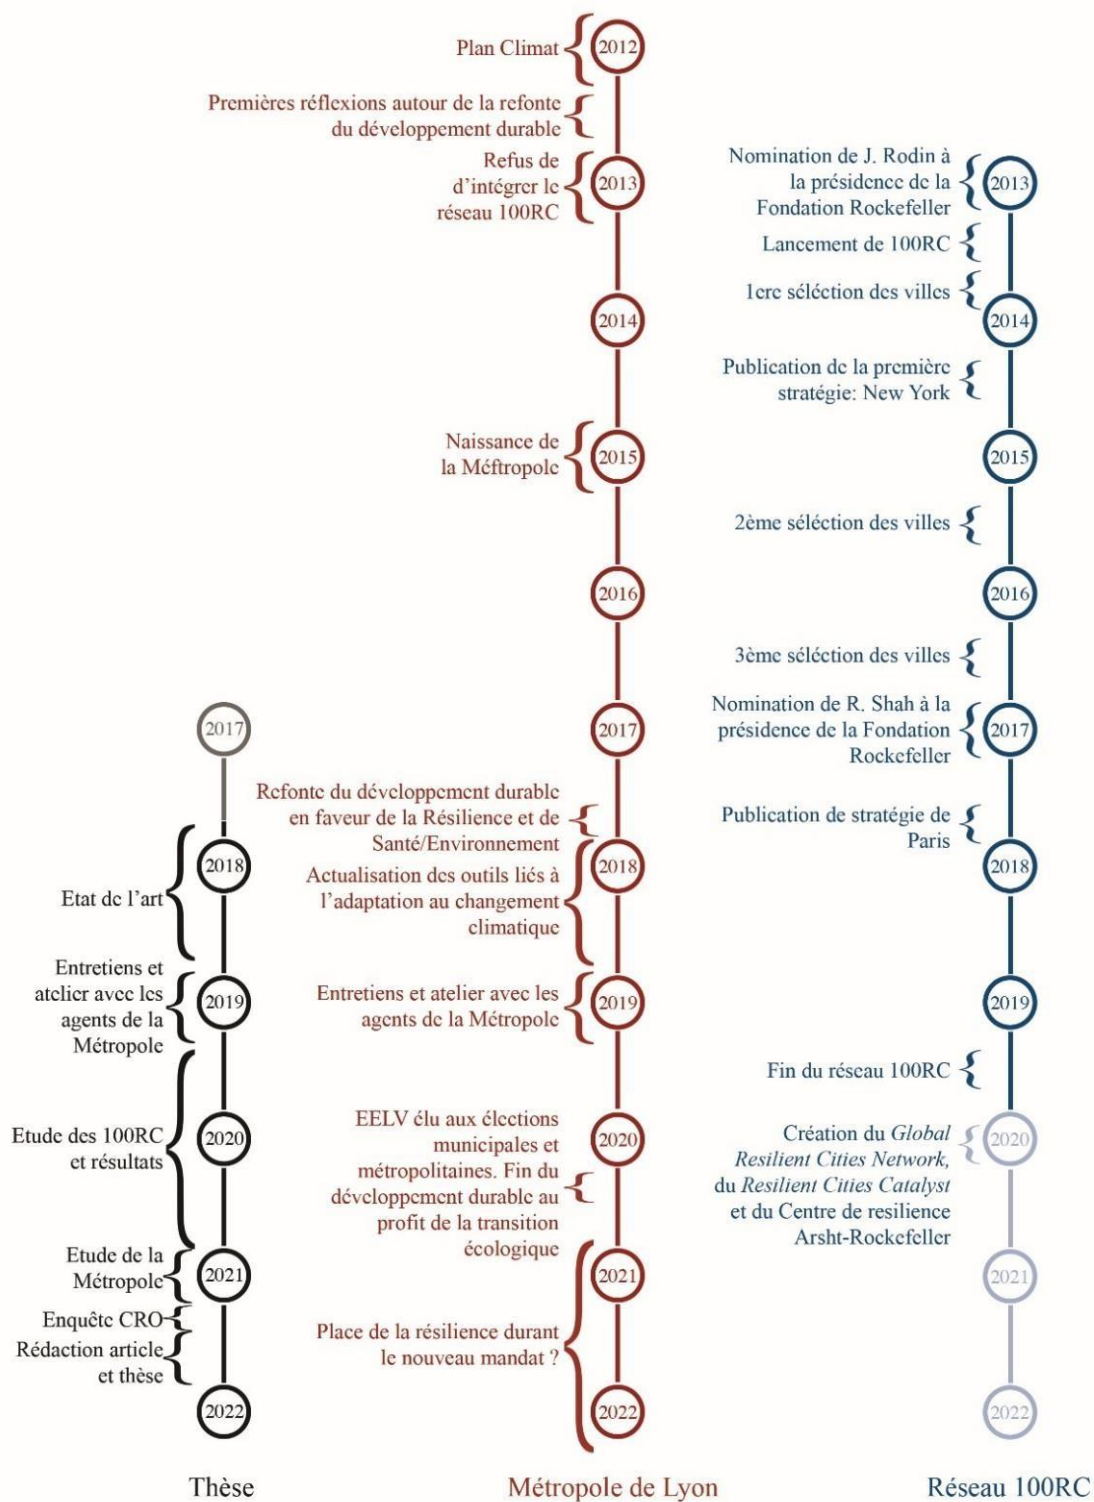 Plan Climat
2012
Premières réflexions autour de la refonte
du développement durable
Refus de
d'intégrer le
réseau 100RC
2013
2014
Naissance de
la Méftropole
2015
2016
2017
Refonte du développement durable
en faveur de la Résilience et de
Santé/Environnement
2018
Actualisation des outils liés à
l'adaptation au changement
climatique
Entretiens et atelier avec les
agents de la Métropole
2019
EELV élu aux élections
municipales et
métropolitaines. Fin du
développement durable au
profit de la transition
écologique
2020
2021
Place de la résilience durant
le nouveau mandat ?
2022
Métropole de Lyon
Nomination de J. Rodin à
la présidence de la
Fondation Rockefeller
2013
Lancement de 100RC
1ere séléction des villes
2014
Publication de la première
stratégie: New York
2015
2ème séléction des villes
2016
3ème séléction des villes
Nomination de R. Shah à la
présidence de la Fondation
Rockefeller
2017
Publication de stratégie de
Paris
2018
2019
Fin du réseau 100RC
Création du Global
Resilient Cities Network,
du Resilient Cities Catalyst
et du Centre de resilience
Arsht-Rockefeller
2020
2021
2022
Réseau 100RC
2017
2018
Etat de l'art
Entretiens et
atelier avec les
agents de la
Métropole
2019
Etude des 100RC
et résultats
2020
Etude de la
Métropole
2021
Enquête CRO
Rédaction article
et thèse
2022
Thèse